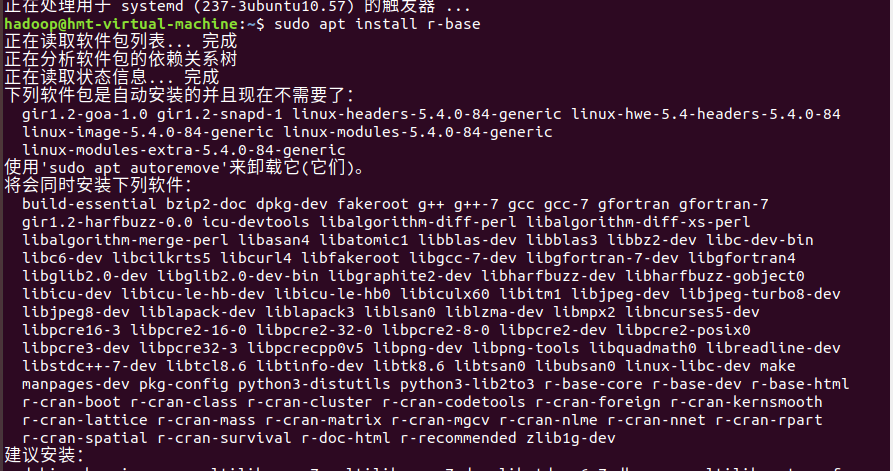 正在处理用于 systemd (237-3ubuntu10.57) 的触发器 ...
hadoop@hmt-virtual-machine:~$ sudo apt install r-base
正在读取软件包列表... 完成
正在分析软件包的依赖关系树
正在读取状态信息... 完成
下列软件包是自动安装的并且现在不需要了:
gir1.2-goa-1.0 gir1.2-snapd-1 linux-headers-5.4.0-84-generic linux-hwe-5.4-headers-5.4.0-84
linux-image-5.4.0-84-generic linux-modules-5.4.0-84-generic
linux-modules-extra-5.4.0-84-generic
使用'sudo apt autoremove'来卸载它(它们)。
将会同时安装下列软件:
build-essential bzip2-doc dpkg-dev fakeroot g++ g++-7 gcc gcc-7 gfortran gfortran-7
gir1.2-harfbuzz-0.0 icu-devtools libalgorithm-diff-perl libalgorithm-diff-xs-perl
libalgorithm-merge-perl libasan4 libatomic1 libblas-dev libblas3 libbz2-dev libc-dev-bin
libc6-dev libcilkrts5 libcurl4 libfakeroot libgcc-7-dev libgfortran-7-dev libgfortran4
libglib2.0-dev libglib2.0-dev-bin libgraphite2-dev libharfbuzz-dev libharfbuzz-gobject0
libicu-dev libicu-le-hb-dev libicu-le-hb0 libiculx60 libitm1 libjpeg-dev libjpeg-turbo8-dev
libjpeg8-dev liblapack-dev liblapack3 liblsan0 liblzma-dev libmpx2 libncurses5-dev
libpcre16-3 libpcre2-16-0 libpcre2-32-0 libpcre2-8-0 libpcre2-dev libpcre2-posix0
libpcre3-dev libpcre32-3 libpcrecpp0v5 libpng-dev libpng-tools libquadmath0 libreadline-dev
libstdc++-7-dev libtcl8.6 libtinfo-dev libtk8.6 libtsan0 libubsan0 linux-libc-dev make
manpages-dev pkg-config python3-distutils python3-lib2to3 r-base-core r-base-dev r-base-html
r-cran-boot r-cran-class r-cran-cluster r-cran-codetools r-cran-foreign r-cran-kernsmooth
r-cran-lattice r-cran-mass r-cran-matrix r-cran-mgcv r-cran-nlme r-cran-nnet r-cran-rpart
r-cran-spatial r-cran-survival r-doc-html r-recommended zlib1g-dev
建议安装: